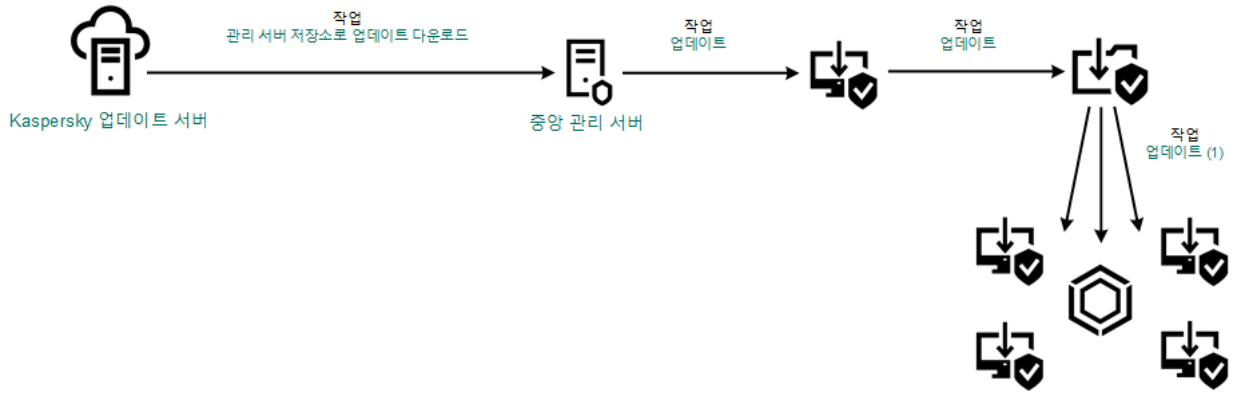 작업
관리 서버 저장소로 업데이트 다운로드
작업
업데이트
작업
업데이트
Kaspersky 업데이트 서버
중앙 관리 서버
작업
업데이트 (1)